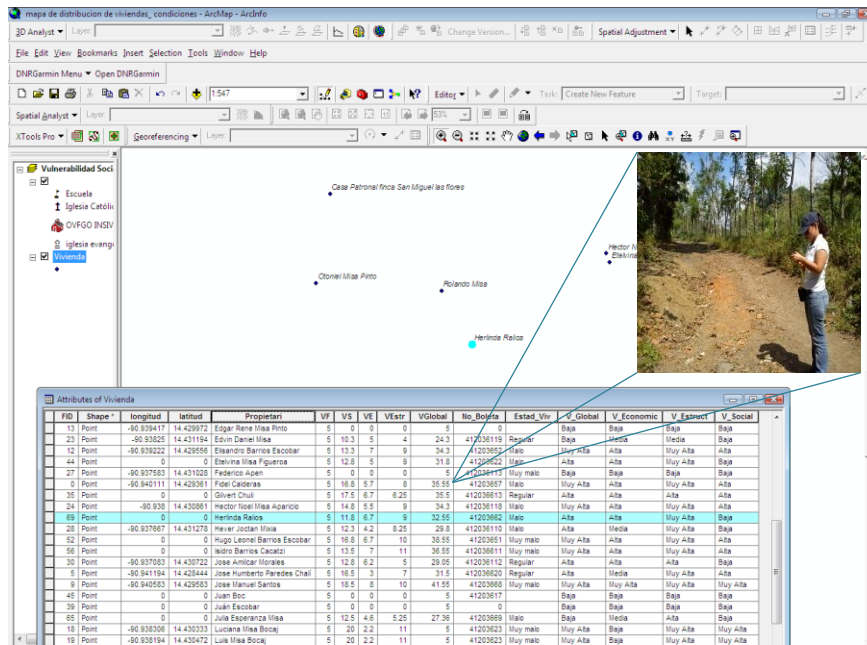 mapa de distribucion de viviendas_ condiciones - ArcMap - ArcInfo
3D Analyst Layer: Change Version... Spatial Adjustment
File Edit View Bookmarks Insert Selection Tools Window Help
DNRGarmin Menu Open DNRGarmin
1:547 Editor Task: Create New Feature Target:
Spatial Analyst Layer: 53%
XTools Pro Georeferencing Layer:
Vulnerabilidad Soci
Escuela
Iglesia Católic
OVFGO INSIV
iglesia evang
Vivienda
Casa Patronal finca San Miguel las flores
Hector N
Etelvina
Otoniel Misa Pinto
Rolando Misa
Herlinda Ralios
Attributes of Vivienda
FID Shape * longitud latitud Propietari VF VS VE VEstr VGlobal No_Boleta Estad_Viv V_Global V_Economic V_Estruct V_Social
13 Point -90.939417 14.429972 Edgar Rene Misa Pinto 5 0 0 0 5 0 Baja Baja Baja Baja
23 Point -90.93825 14.431194 Edvin Daniel Misa 5 10.3 5 4 24.3 412036119 Regular Baja Media Media Baja
12 Point -90.939222 14.429556 Elisandro Barrios Escobar 5 13.3 7 9 34.3 41203652 Malo Muy Alta Alta Muy Alta Alta
44 Point 0 0 Etelvina Misa Figueroa 5 12.8 5 9 31.8 41203622 Malo Alta Alta Muy Alta Baja
27 Point -90.937583 14.431028 Federico Apen 5 0 0 0 5 412036113 Muy malo Baja Baja Baja Baja
0 Point -90.940111 14.429361 Fidel Calderas 5 16.8 5.7 8 35.55 41203657 Malo Muy Alta Alta Muy Alta Alta
35 Point 0 0 Gilvert Chuli 5 17.5 6.7 6.25 35.5 412036613 Regular Muy Alta Alta Alta Alta
24 Point -90.938 14.430861 Hector Noel Misa Aparicio 5 14.8 5.5 9 34.3 412036118 Malo Muy Alta Alta Muy Alta Alta
69 Point 0 0 Herlinda Ralios 5 11.8 6.7 9 32.55 41203662 Malo Alta Alta Muy Alta Baja
28 Point -90.937667 14.431278 Hever Joctan Mixia 5 12.3 4.2 8.25 29.8 412036110 Malo Alta Media Muy Alta Baja
52 Point 0 0 Hugo Leonel Barrios Escobar 5 16.8 6.7 10 38.55 41203651 Muy malo Muy Alta Alta Muy Alta Alta
56 Point 0 0 Isidro Barrios Cacatzi 5 13.5 7 11 36.55 412036611 Muy malo Muy Alta Alta Muy Alta Alta
30 Point -90.937083 14.430722 Jose Amilcar Morales 5 12.8 6.2 5 29.05 412036112 Regular Alta Alta Media Baja
5 Point -90.941194 14.428444 Jose Humberto Paredes Chalí 5 16.5 3 7 31.5 412036620 Regular Alta Media Muy Alta Alta
9 Point -90.940583 14.429583 Jose Manuel Santos 5 18.5 8 10 41.55 41203668 Muy malo Muy Alta Muy Alta Muy Alta Muy Alta
45 Point 0 0 Juan Boc 5 0 0 0 5 41203617 Baja Baja Baja Baja
39 Point 0 0 Juán Escobar 5 0 0 0 5 0 Baja Baja Baja Baja
65 Point 0 0 Julia Esperanza Misa 5 12.5 4.6 5.25 27.36 41203669 Malo Baja Media Alta Baja
18 Point -90.938306 14.430333 Luciana Misa Bocaj 5 20 2.2 11 5 41203623 Muy malo Muy Alta Baja Muy Alta Muy Alta
19 Point -90.938194 14.430472 Luis Misa Bocaj 5 20 2.2 11 5 41203623 Muy malo Muy Alta Baja Muy Alta Muy Alta